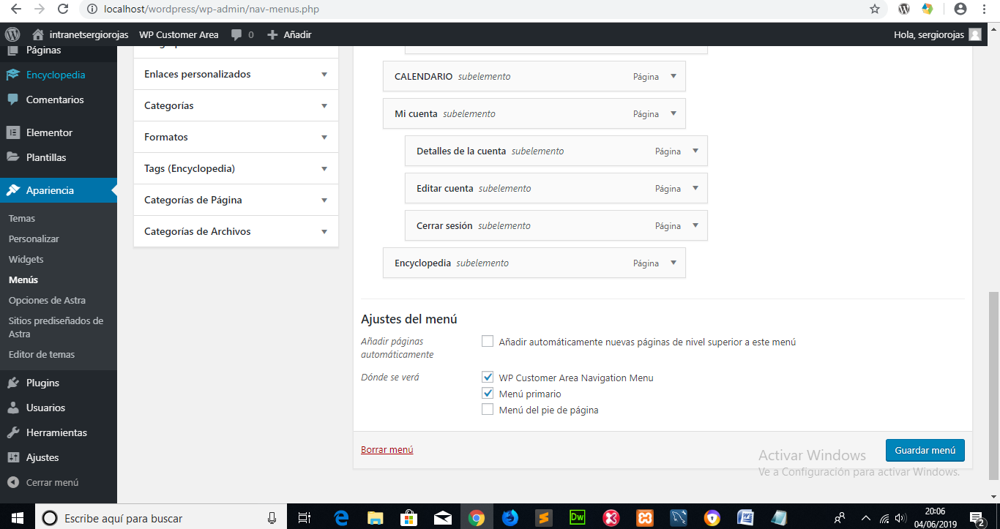 localhost/wordpress/wp-admin/nav-menus.php
intranetsergiorojas WP Customer Area 0 Añadir Hola, sergiorojas
Páginas
Encyclopedia
Comentarios
Elementor
Plantillas
Apariencia
Temas
Personalizar
Widgets
Menús
Opciones de Astra
Sitios prediseñados de
Astra
Editor de temas
Plugins
Usuarios
Herramientas
Ajustes
Cerrar menú
Enlaces personalizados
Categorías
Formatos
Tags (Encyclopedia)
Categorías de Página
Categorías de Archivos
CALENDARIO subelemento Página
Mi cuenta subelemento Página
Detalles de la cuenta subelemento Página
Editar cuenta subelemento Página
Cerrar sesión subelemento Página
Encyclopedia subelemento Página
Ajustes del menú
Añadir páginas
automáticamente
Añadir automáticamente nuevas páginas de nivel superior a este menú
Dónde se verá
WP Customer Area Navigation Menu
Menú primario
Menú del pie de página
Borrar menú
Guardar menú
Activar Windows
Ve a Configuración para activar Windows.
Escribe aquí para buscar
Dw
20:06
04/06/2019
2